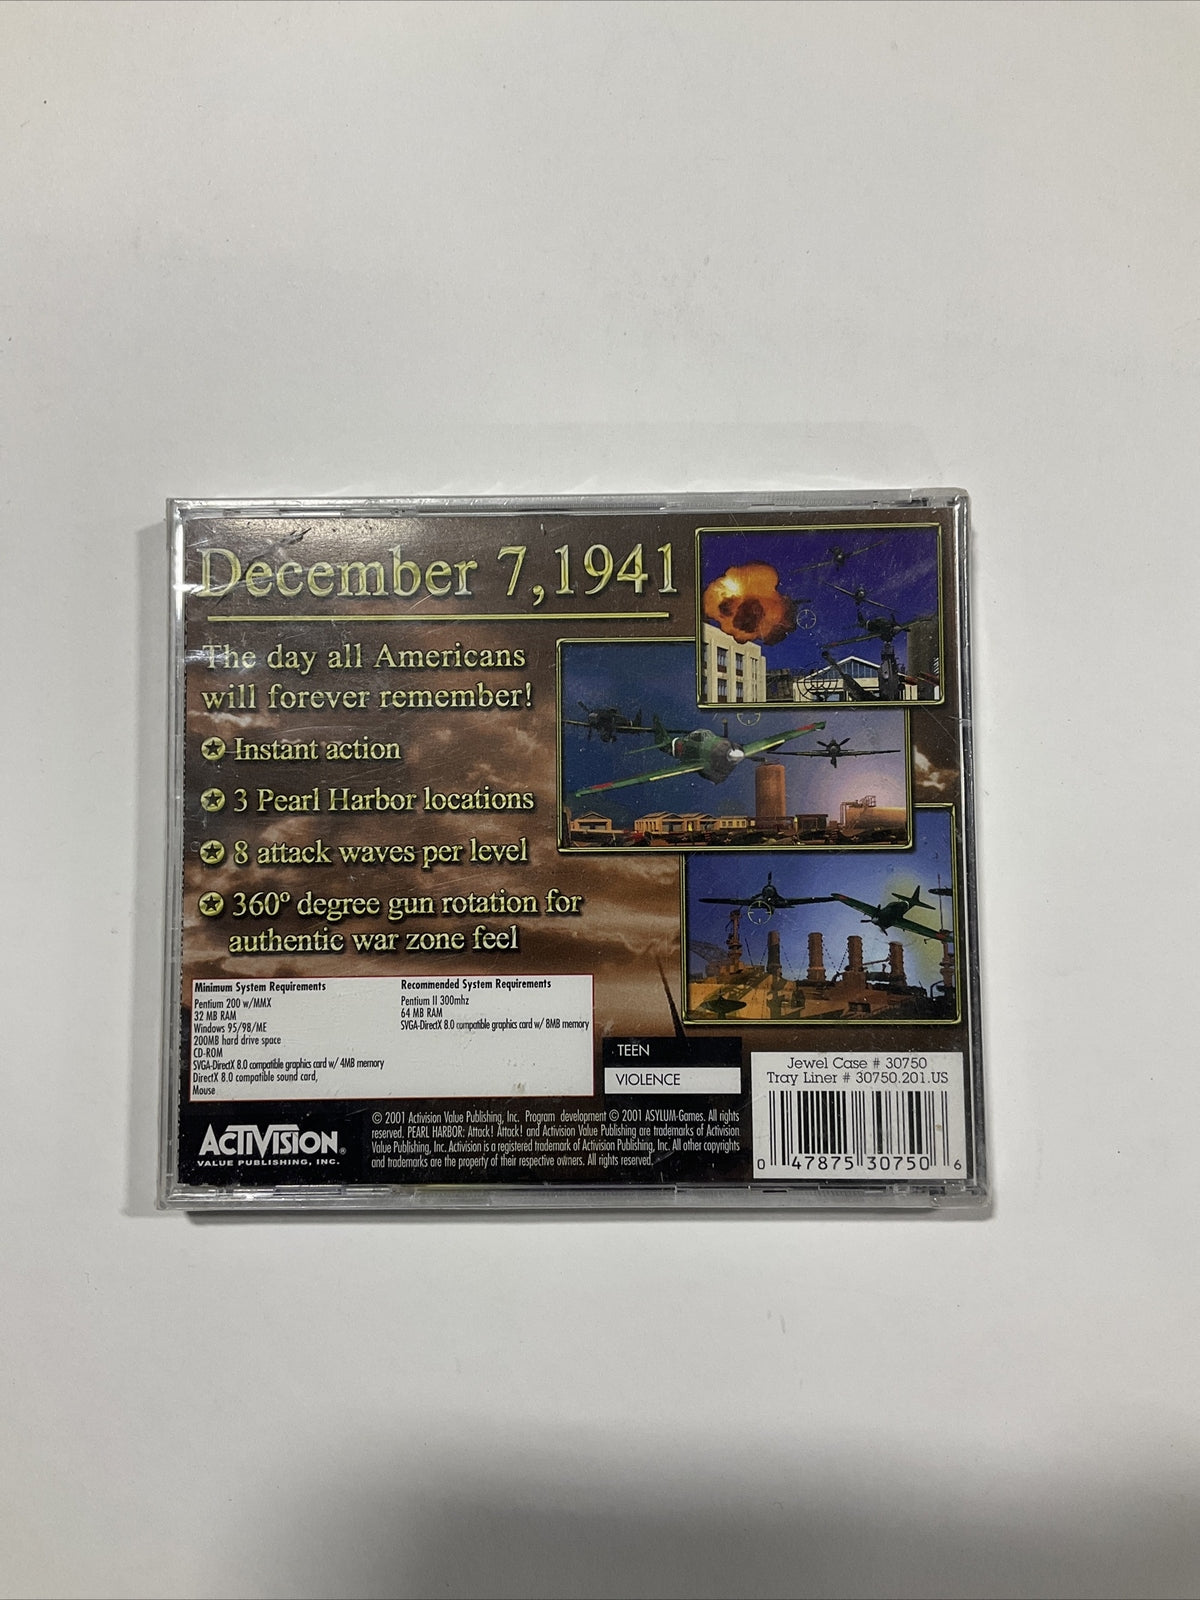 December 7, 1941
The day all Americans
will forever remember!
Instant action
3 Pearl Harbor locations
8 attack waves per level
360º degree gun rotation for
authentic war zone feel
Minimum System Requirements
Pentium 200 w/MMX
32 MB RAM
Windows 95/98/ME
200MB hard drive space
CD-ROM
SVGA-DirectX 8.0 compatible graphics card w/ 4MB memory
DirectX 8.0 compatible sound card,
Mouse
Recommended System Requirements
Pentium II 300mhz
64 MB RAM
SVGA-DirectX 8.0 compatible graphics card w/ 8MB memory
TEEN
VIOLENCE
Jewel Case # 30750
Tray Liner # 30750.201.US
0 47875 30750 6
ACTIVISION®
VALUE PUBLISHING, INC.
© 2001 Activision Value Publishing, Inc. Program development © 2001 ASYLUM-Games. All rights
reserved. PEARL HARBOR: Attack! Attack! and Activision Value Publishing are trademarks of Activision
Value Publishing, Inc. Activision is a registered trademark of Activision Publishing, Inc. All other copyrights
and trademarks are the property of their respective owners. All rights reserved.